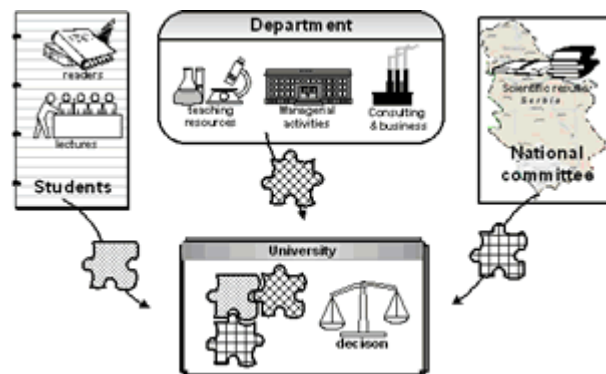 Department
readers
lectures
Students
teaching
resources
Managerial
activities
Consulting
& business
Scientific results
Serbia
National
committee
University
decison